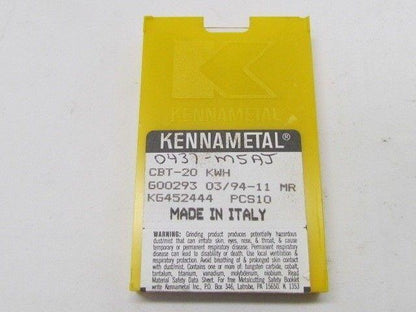 KENNAMETAL®
0437-M5AJ
CBT-20 KWH
G00293 03/94-11 MR
KG452444 PCS10
MADE IN ITALY
WARNING: Grinding product produces potentially hazardous
dust/mist that can irritate skin, eyes, nose, & throat, & cause
temporary or permanent respiratory disease. Permanent respiratory
disease can lead to disability or death. Use local ventilation &
respiratory protection. Avoid breathing of & prolonged skin contact
with dust/mist. Contains one or more of tungsten carbide, cobalt,
tantalum, titanium, vanadium, molybdenum, niobium. Read
Material Safety Data Sheet. For free Metalcutting Safety Booklet
write Kennametal Inc., P.O. Box 346, Latrobe, PA 15650. K 1353